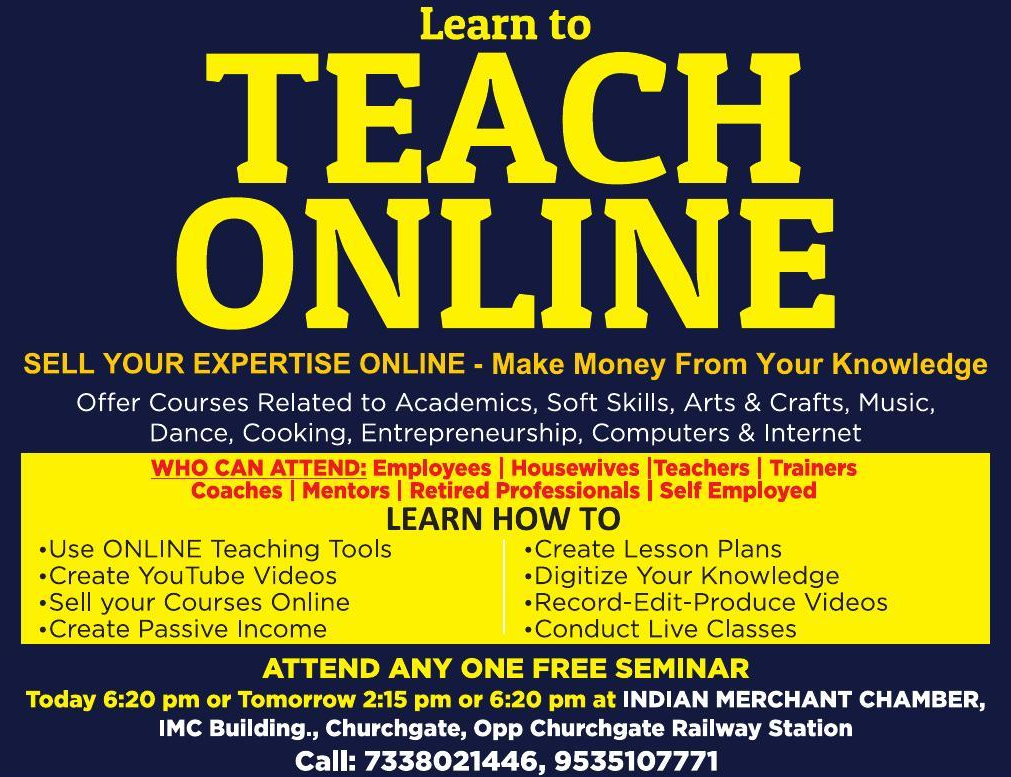 Learn to
TEACH
ONLINE
SELL YOUR EXPERTISE ONLINE - Make Money From Your Knowledge
Offer Courses Related to Academics, Soft Skills, Arts & Crafts, Music,
Dance, Cooking, Entrepreneurship, Computers & Internet
WHO CAN ATTEND: Employees | Housewives |Teachers | Trainers
Coaches | Mentors | Retired Professionals | Self Employed
LEARN HOW TO
•Use ONLINE Teaching Tools
•Create YouTube Videos
•Sell your Courses Online
•Create Passive Income
•Create Lesson Plans
•Digitize Your Knowledge
•Record-Edit-Produce Videos
•Conduct Live Classes
ATTEND ANY ONE FREE SEMINAR
Today 6:20 pm or Tomorrow 2:15 pm or 6:20 pm at INDIAN MERCHANT CHAMBER,
IMC Building., Churchgate, Opp Churchgate Railway Station
Call: 7338021446, 9535107771